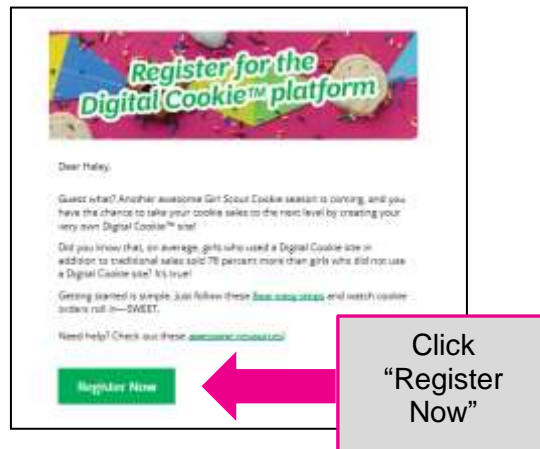 Register for the
Digital Cookie™ platform
Dear Haley,
Guess what? Another awesome Girl Scout Cookie season is coming, and you
have the chance to take your cookie sales to the next level by creating your
very own Digital Cookie™ site!
Did you know that, on average, girls who used a Digital Cookie site in
addition to traditional sales sold 76 percent more than girls who did not use
a Digital Cookie site? It's true!
Getting started is simple. Just follow these easy steps and watch cookie
orders roll in—SWEET.
Need help? Check out these awesome resources!
Register Now
Click
“Register
Now”